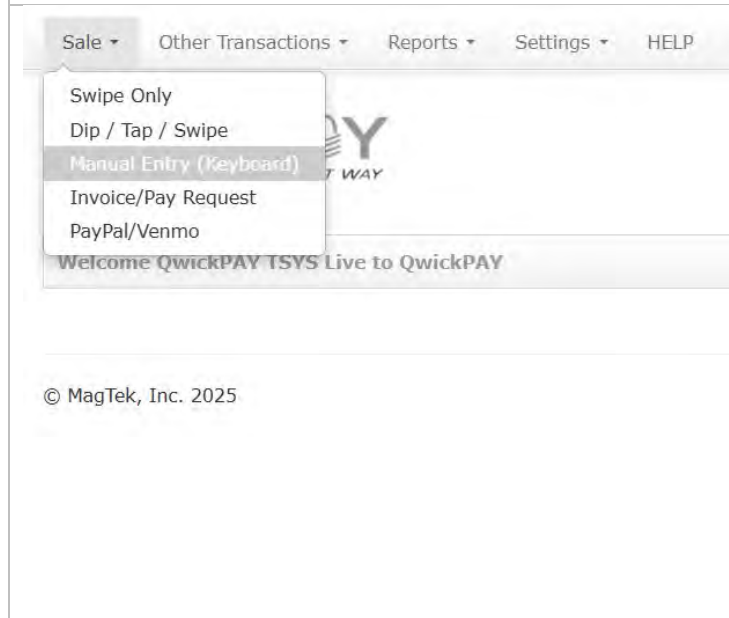 Sale Other Transactions Reports Settings HELP
Swipe Only
Dip / Tap / Swipe
Manual Entry (Keyboard)
Invoice/Pay Request
PayPal/Venmo
Y
T WAY
Welcome QwickPAY TSYS Live to QwickPAY
© MagTek, Inc. 2025